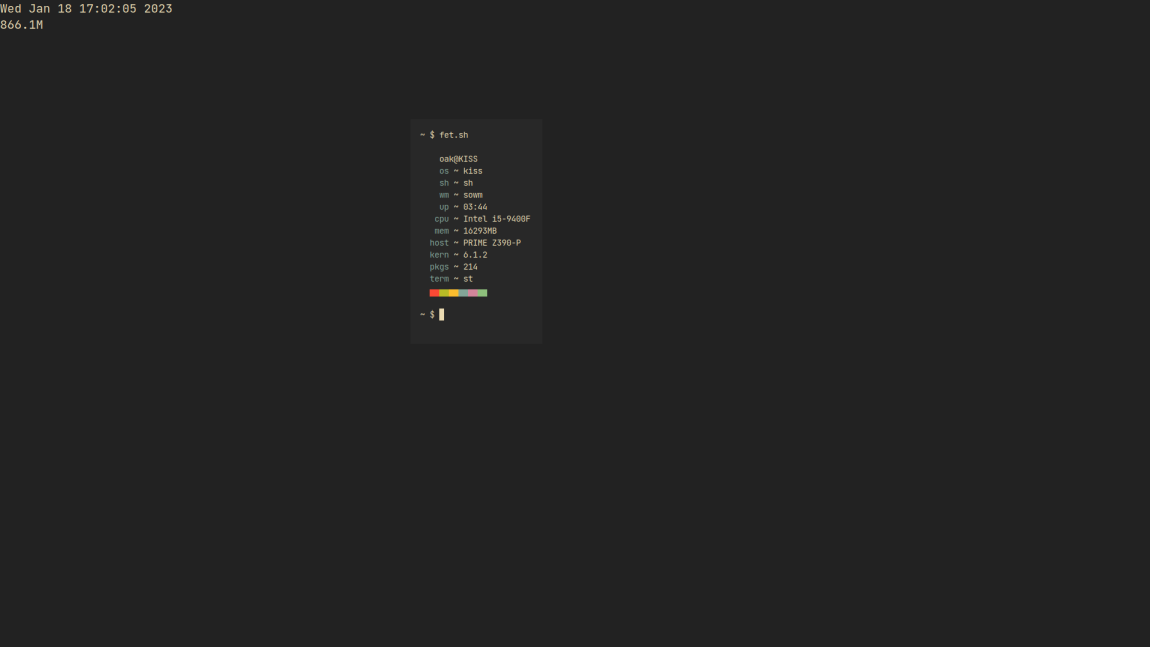 Wed Jan 18 17:02:05 2023
866.1M
~ $ fet.sh
oak@KISS
os ~ kiss
sh ~ sh
wm ~ sowm
up ~ 03:44
cpu ~ Intel i5-9400F
mem ~ 16293MB
host ~ PRIME Z390-P
kern ~ 6.1.2
pkgs ~ 214
term ~ st
~ $